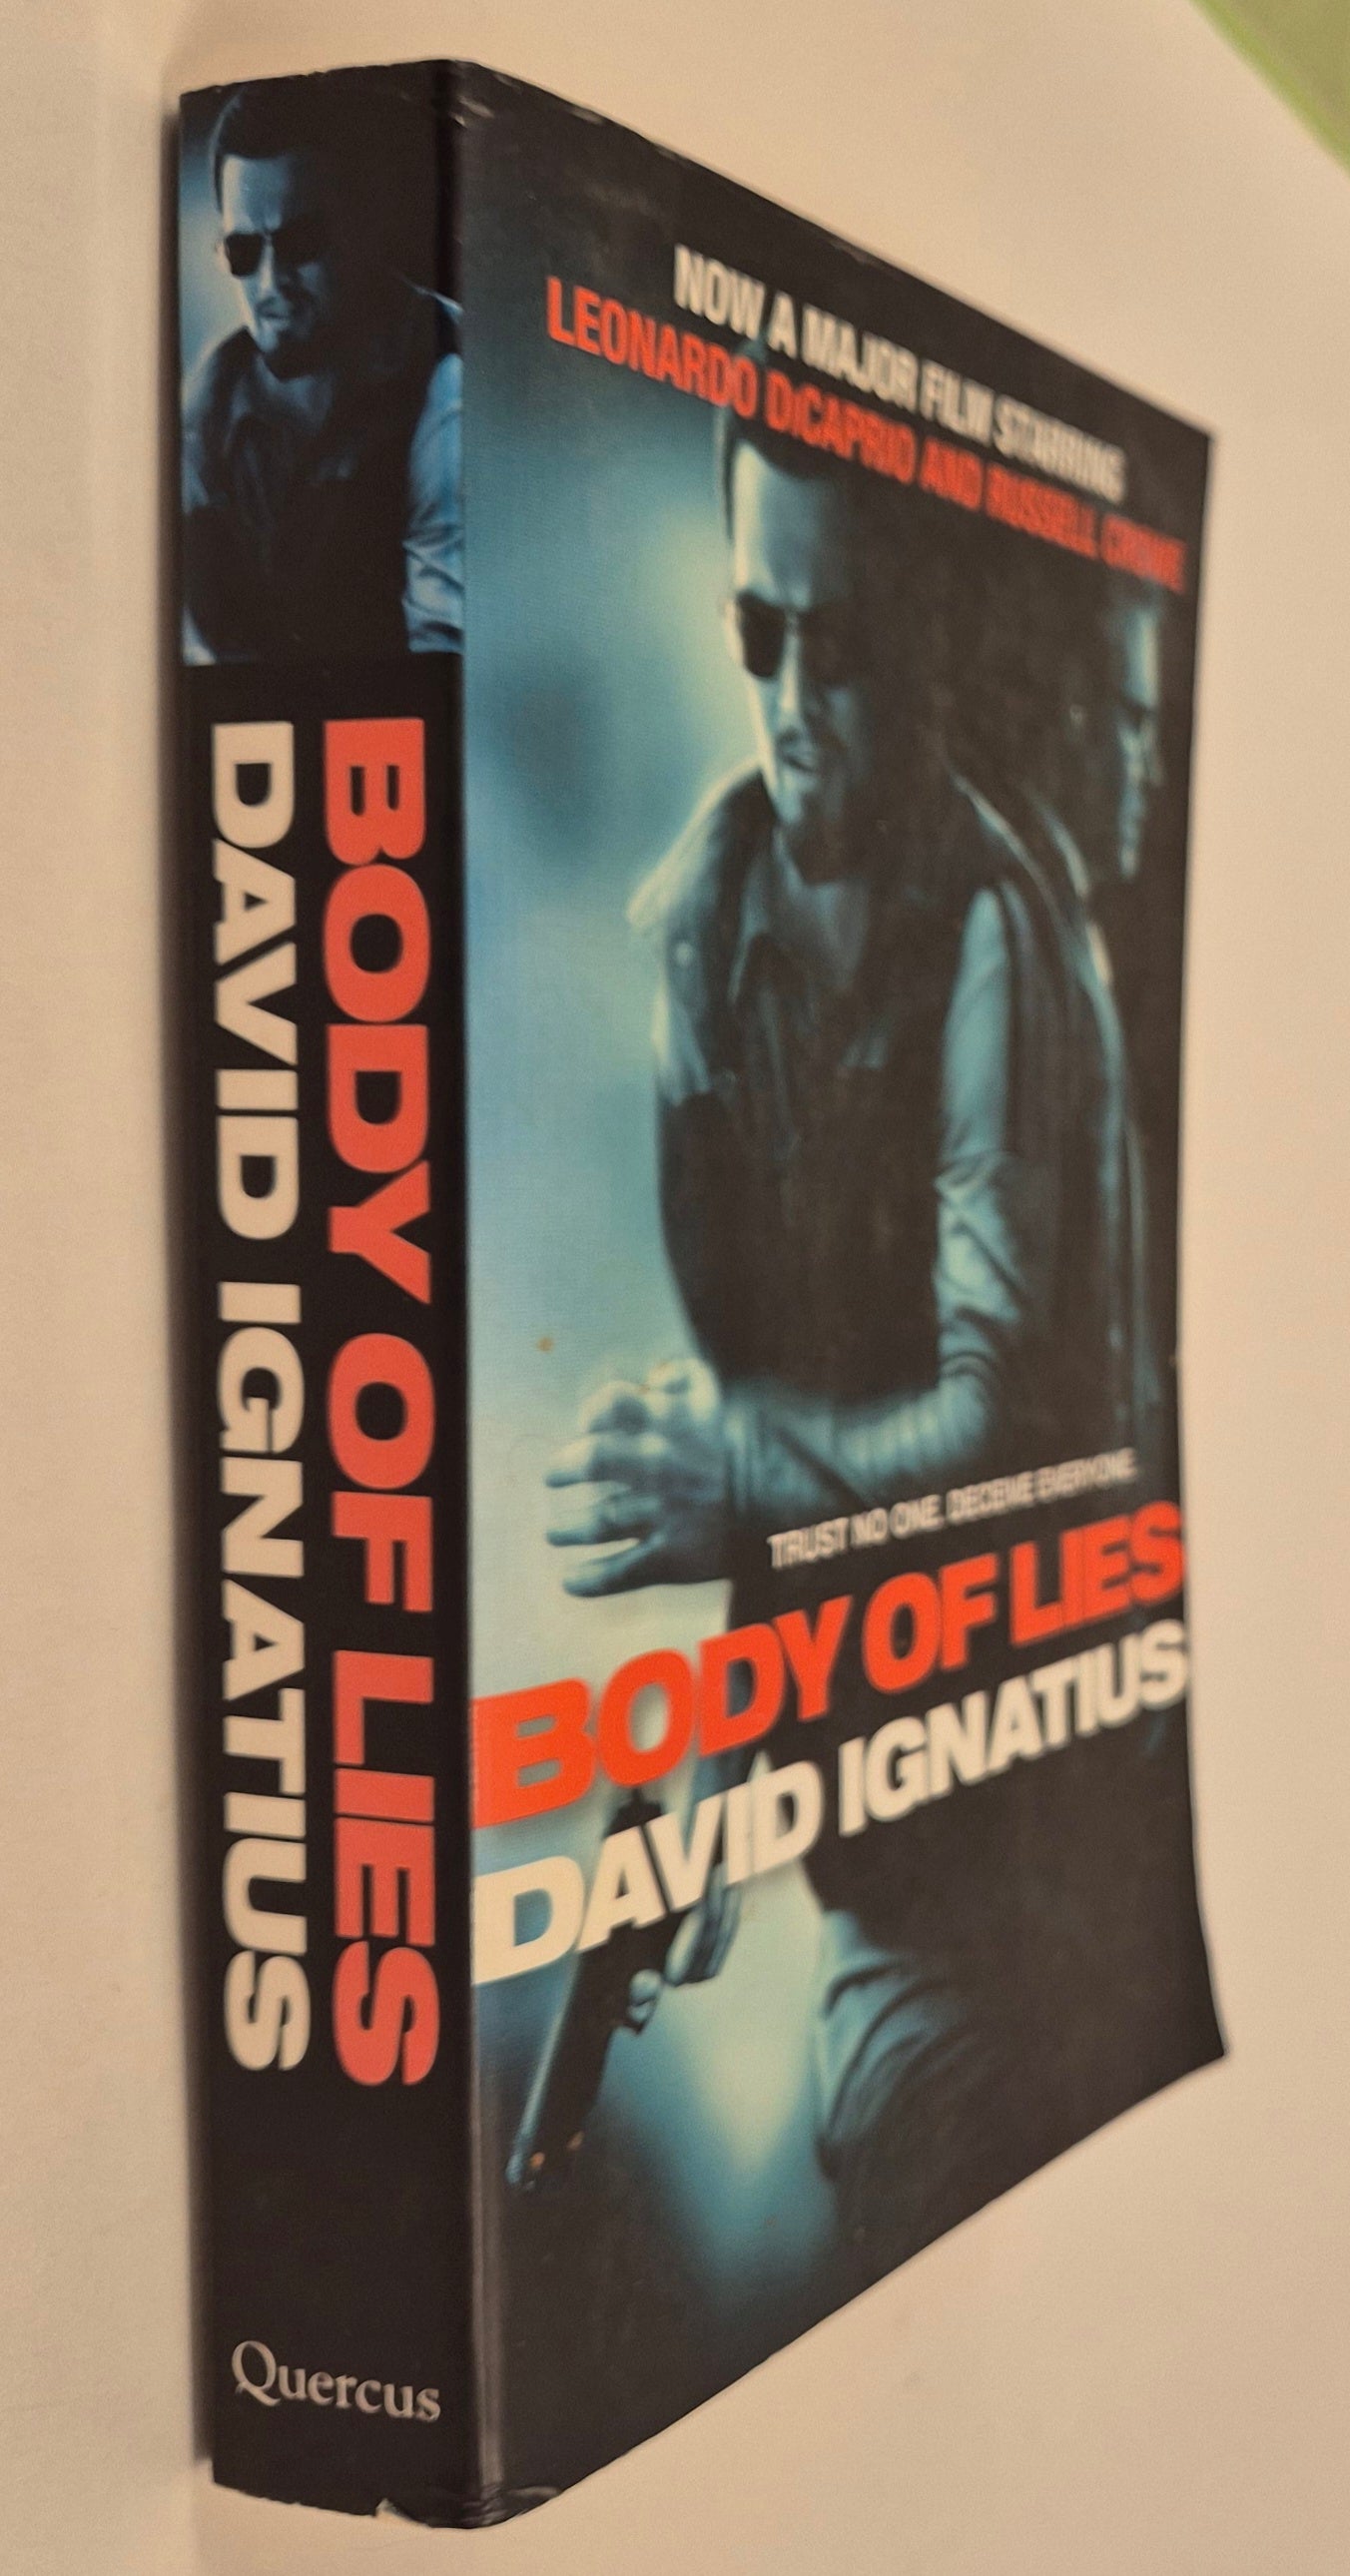 BODY OF LIES
DAVID IGNATIUS
Quercus
NOW A MAJOR FILM STARRING
LEONARDO DiCAPRIO AND RUSSELL CROWE
TRUST NO ONE. DECEIVE EVERYONE.
BODY OF LIES
DAVID IGNATIUS